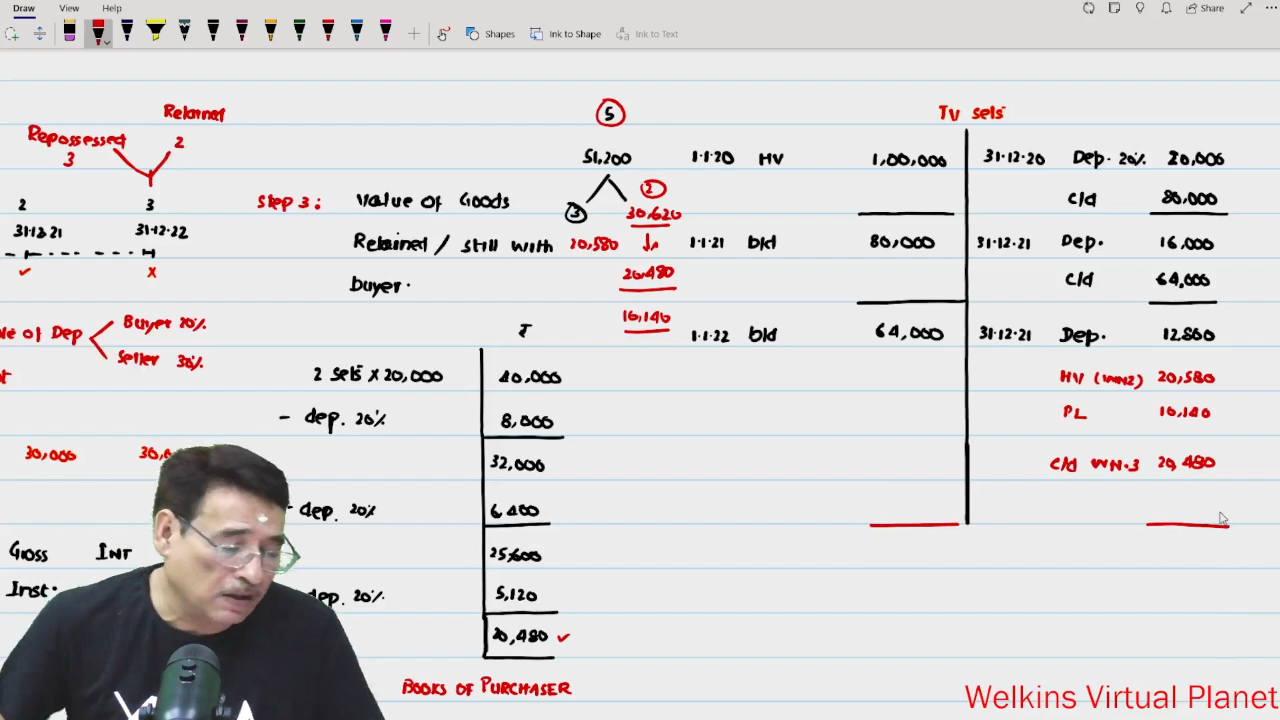 Draw View Help Share
Shapes Ink to Shape Ink to Text
Retained
Repossessed 2
3
2 3
31.12.21 31.12.22
Buyer 20%
Seller 30%
30,000
Gross INT
Inst.
Step 3: Value of Goods
Retained / still with
buyer.
5
51,200
3 2
20,580 30,620
20,480
10,140
₹
2 sets x 20,000 40,000
- dep. 20% 8,000
32,000
- dep. 20% 6,400
25,600
dep. 20% 5,120
20,480
BOOKS OF PURCHASER
TV sets
1.1.20 HV 1,00,000 31.12.20 Dep. 20% 20,000
c/d 80,000
1.1.21 b/d 80,000 31.12.21 Dep. 16,000
c/d 64,000
1.1.22 b/d 64,000 31.12.21 Dep. 12,800
HV (WN2) 20,580
PL 10,140
c/d WN.3 20,480
Welkins Virtual Planet